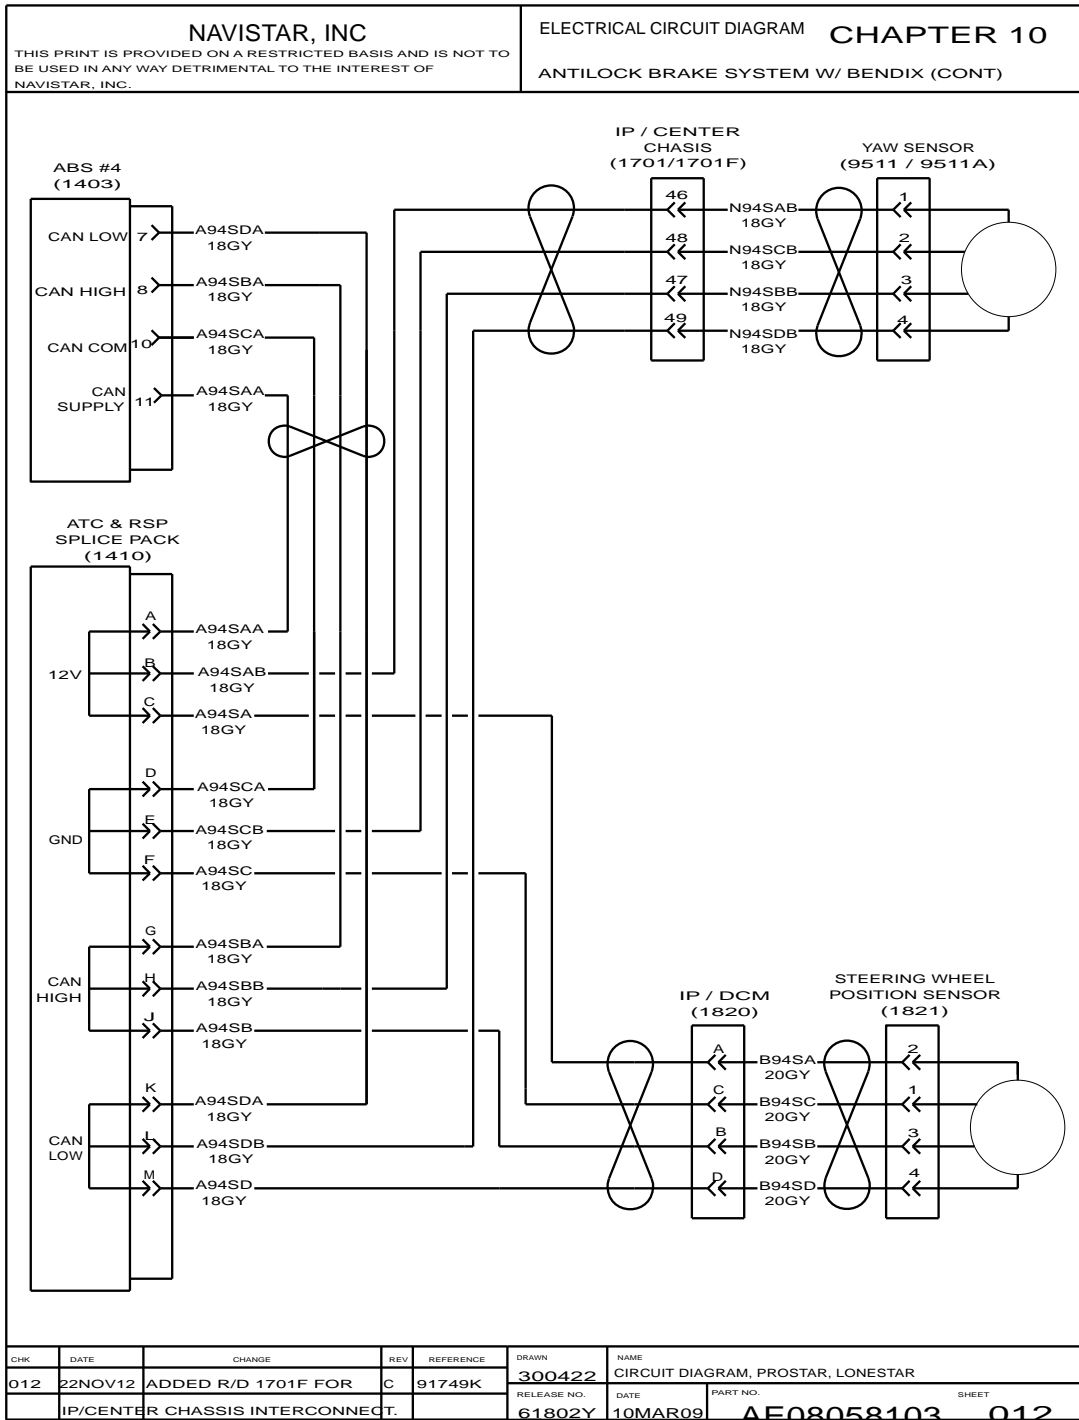 NAVISTAR, INC
THIS PRINT IS PROVIDED ON A RESTRICTED BASIS AND IS NOT TO
BE USED IN ANY WAY DETRIMENTAL TO THE INTEREST OF
NAVISTAR, INC.
ELECTRICAL CIRCUIT DIAGRAM CHAPTER 10
ANTILOCK BRAKE SYSTEM W/ BENDIX (CONT)
ABS #4
(1403)
CAN LOW 7 A94SDA
18GY
CAN HIGH 8 A94SBA
18GY
CAN COM 10 A94SCA
18GY
CAN
SUPPLY 11 A94SAA
18GY
IP / CENTER
CHASIS
(1701/1701F)
YAW SENSOR
(9511 / 9511A)
46 N94SAB 1
18GY
48 N94SCB 2
18GY
47 N94SBB 3
18GY
49 N94SDB 4
18GY
ATC & RSP
SPLICE PACK
(1410)
12V
A A94SAA
18GY
B A94SAB
18GY
C A94SA
18GY
GND
D A94SCA
18GY
E A94SCB
18GY
F A94SC
18GY
CAN
HIGH
G A94SBA
18GY
H A94SBB
18GY
J A94SB
18GY
CAN
LOW
K A94SDA
18GY
L A94SDB
18GY
M A94SD
18GY
IP / DCM
(1820)
STEERING WHEEL
POSITION SENSOR
(1821)
A B94SA 2
20GY
C B94SC 1
20GY
B B94SB 3
20GY
D B94SD 4
20GY
CHK DATE CHANGE REV REFERENCE
012 22NOV12 ADDED R/D 1701F FOR C 91749K
IP/CENTER CHASSIS INTERCONNECT.
DRAWN
300422
NAME
CIRCUIT DIAGRAM, PROSTAR, LONESTAR
RELEASE NO.
61802Y
DATE
10MAR09
PART NO.
AE08058103
SHEET
012